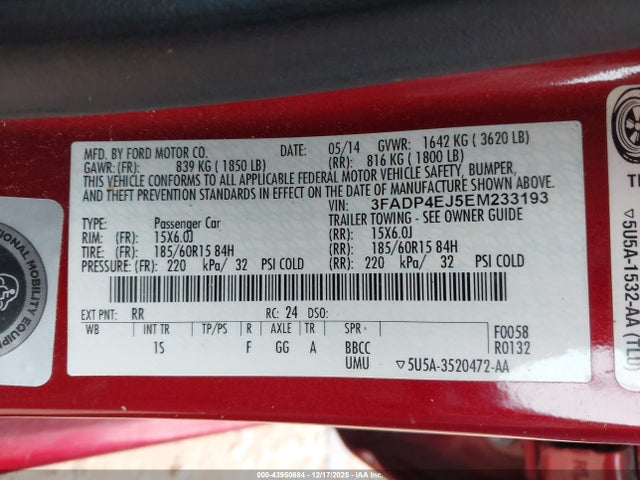 MFD. BY FORD MOTOR CO. DATE: 05/14 GVWR: 1642 KG ( 3620 LB)
GAWR: (FR): 839 KG ( 1850 LB) (RR): 816 KG ( 1800 LB)
THIS VEHICLE CONFORMS TO ALL APPLICABLE FEDERAL MOTOR VEHICLE SAFETY, BUMPER,
AND THEFT PREVENTION STANDARDS IN EFFECT ON THE DATE OF MANUFACTURE SHOWN ABOVE.
VIN: 3FADP4EJ5EM233193
TYPE: Passenger Car TRAILER TOWING - SEE OWNER GUIDE
RIM: (FR): 15X6.0J (RR): 15X6.0J
TIRE: (FR): 185/60R15 84H (RR): 185/60R15 84H
PRESSURE: (FR): 220 kPa/ 32 PSI COLD (RR): 220 kPa/ 32 PSI COLD
EXT PNT: RR RC: 24 DSO:
WB INT TR TP/PS R AXLE TR SPR F0058
1S F GG A BBCC R0132
UMU ▽5U5A-3520472-AA
▽5U5A-1532-AA (TLU)
MOBILITY EQUIP
000-43950684 - 12/17/2025 - IAAI.COM